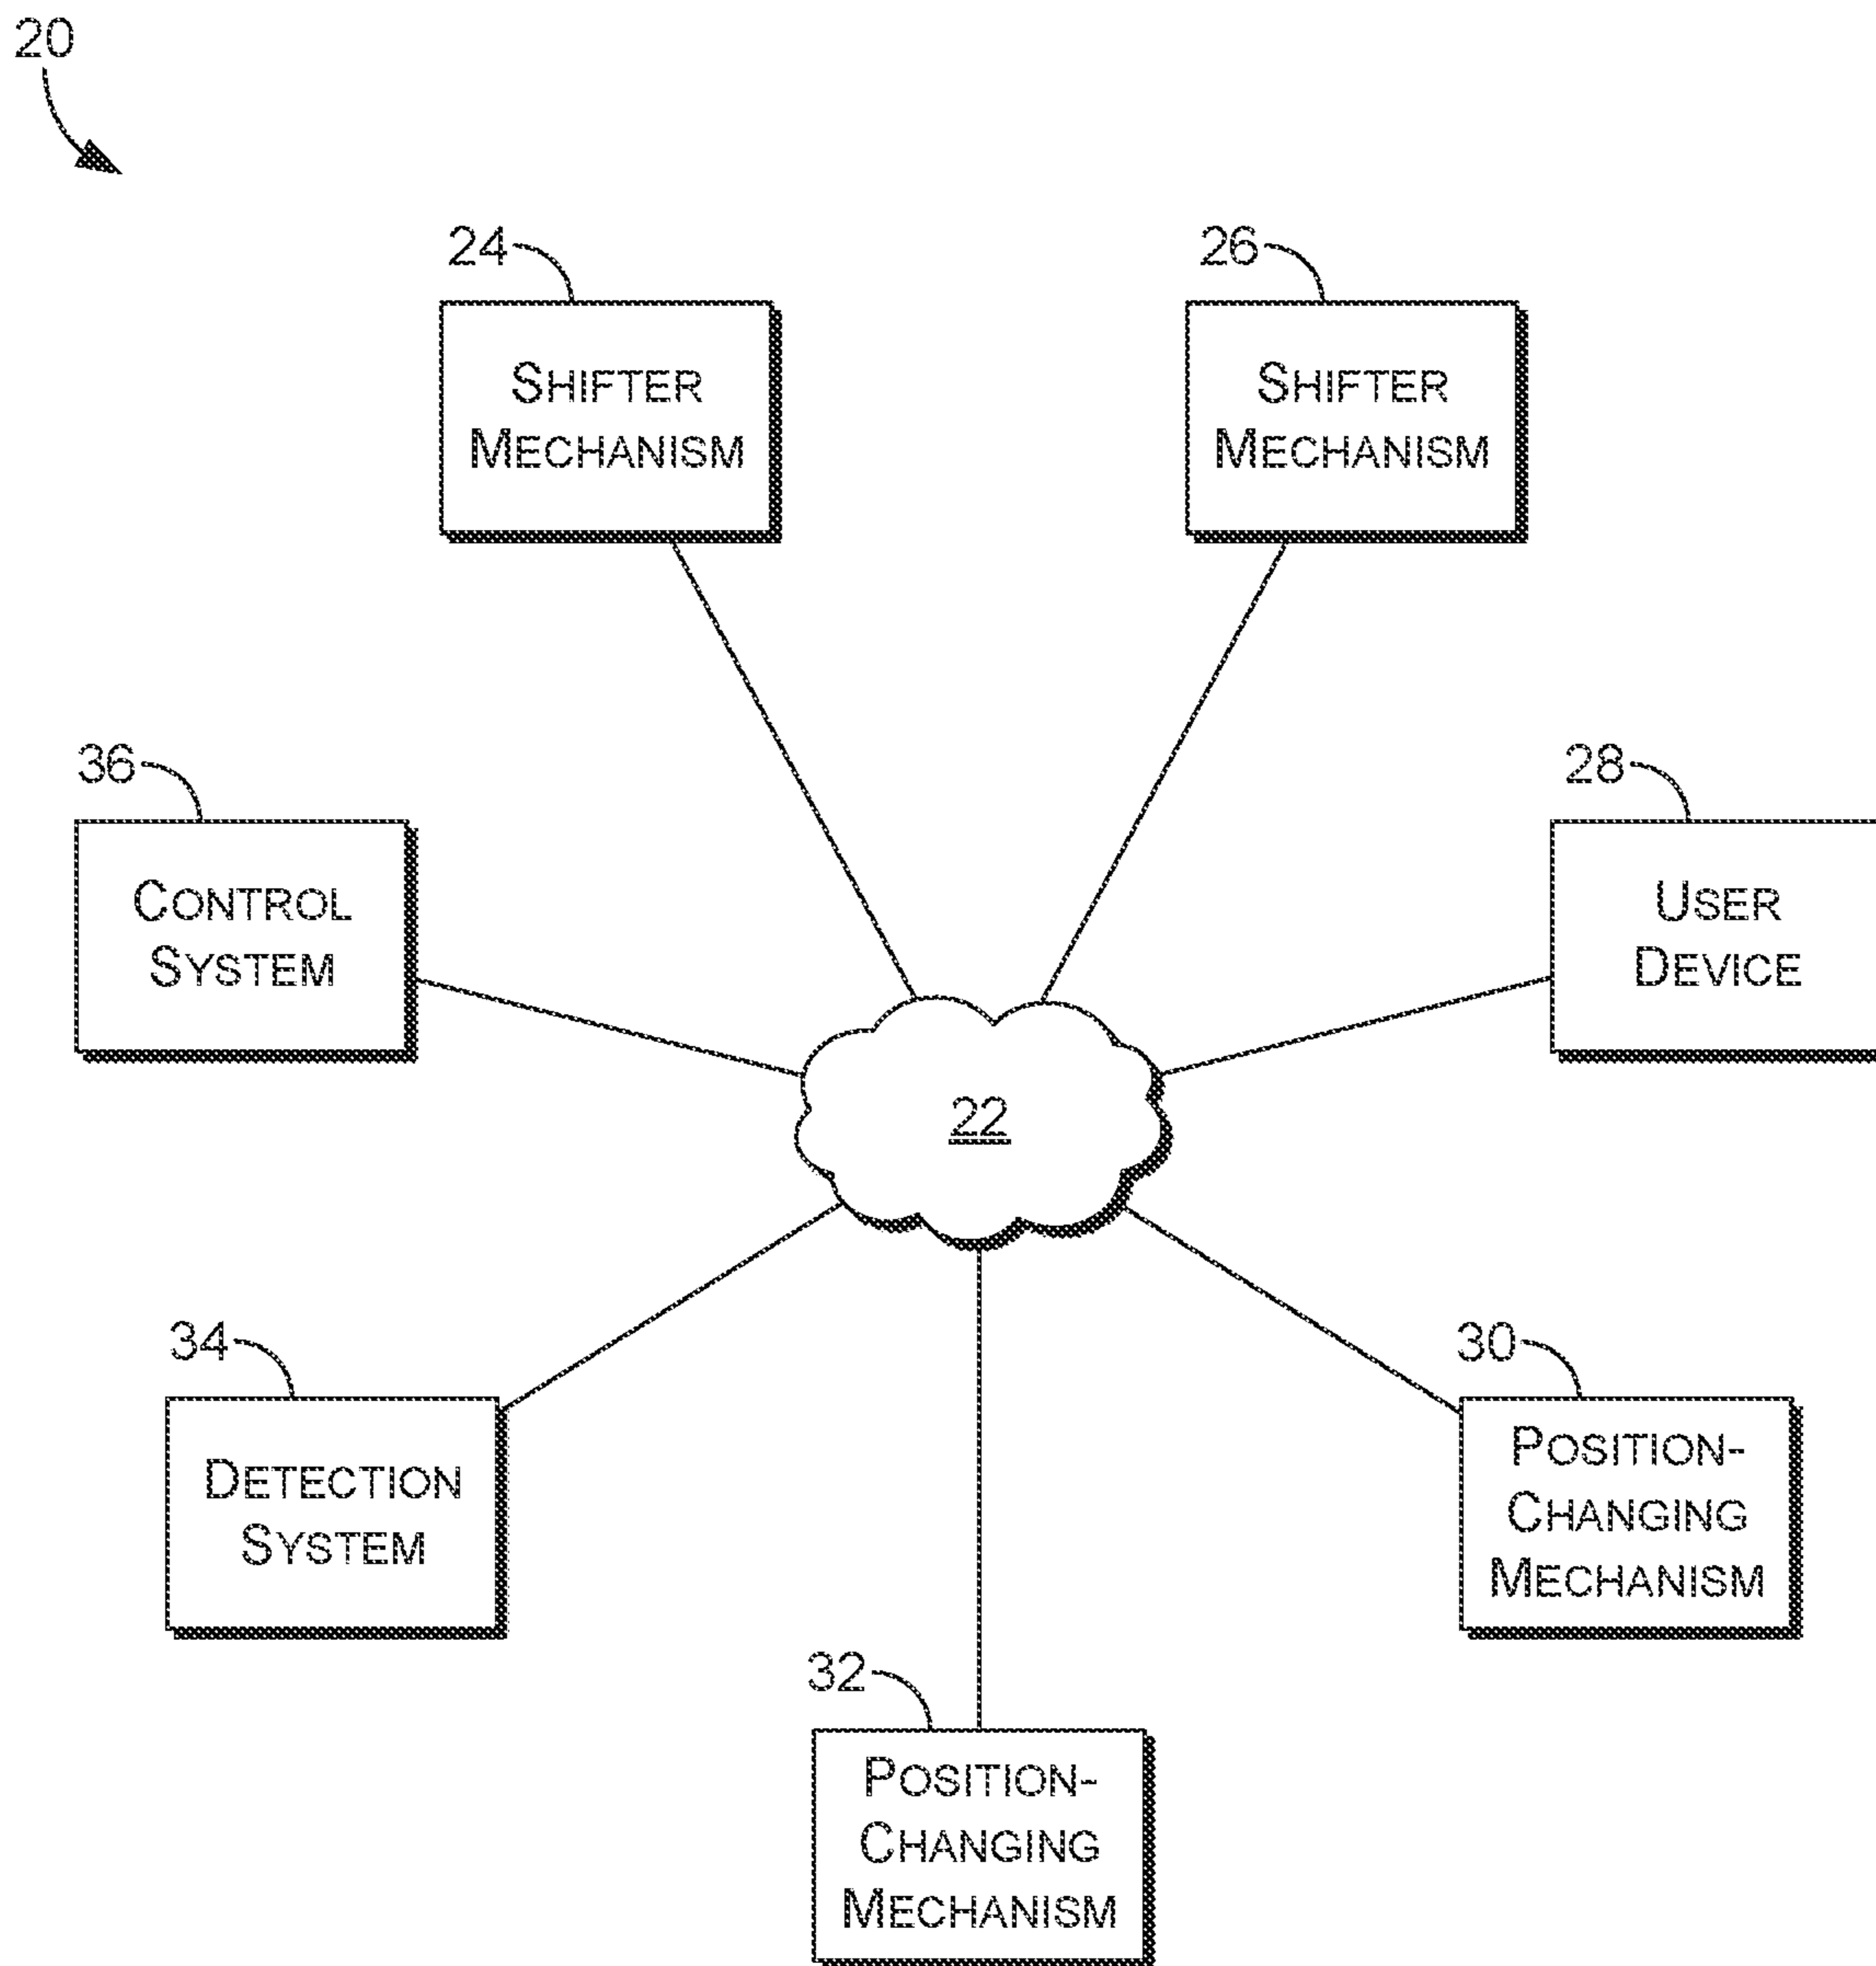 20
24
26
SHIFTER
MECHANISM
SHIFTER
MECHANISM
36
28
CONTROL
SYSTEM
USER
DEVICE
22
34
30
DETECTION
SYSTEM
POSITION-
CHANGING
MECHANISM
32
POSITION-
CHANGING
MECHANISM